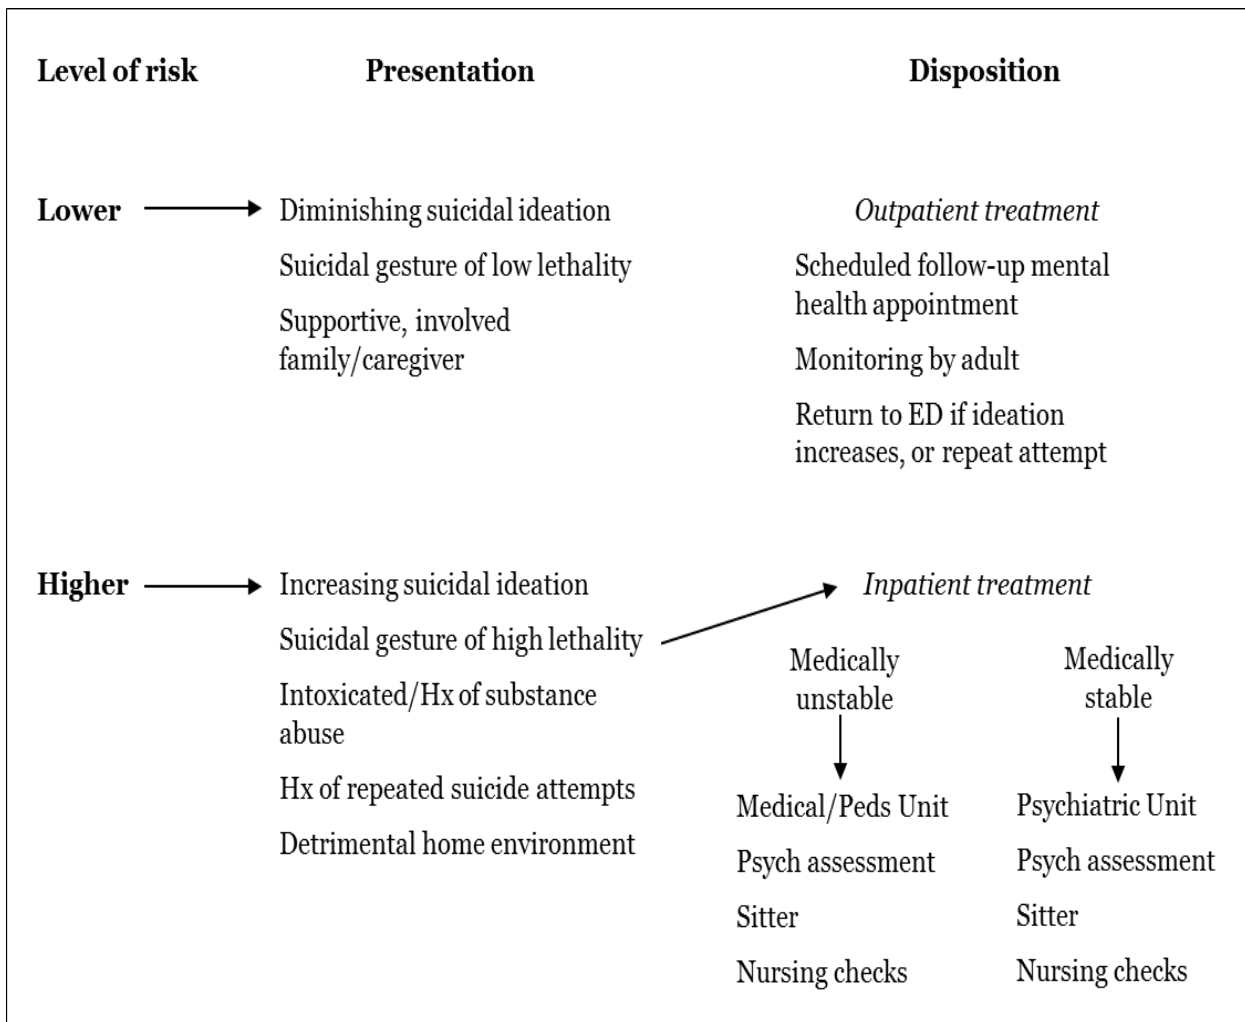 Level of risk Presentation Disposition
Lower Diminishing suicidal ideation Outpatient treatment
Suicidal gesture of low lethality
Supportive, involved
family/caregiver
Scheduled follow-up mental
health appointment
Monitoring by adult
Return to ED if ideation
increases, or repeat attempt
Higher Increasing suicidal ideation Inpatient treatment
Suicidal gesture of high lethality
Intoxicated/Hx of substance
abuse
Hx of repeated suicide attempts
Detrimental home environment
Medically
unstable
Medical/Peds Unit
Psych assessment
Sitter
Nursing checks
Medically
stable
Psychiatric Unit
Psych assessment
Sitter
Nursing checks